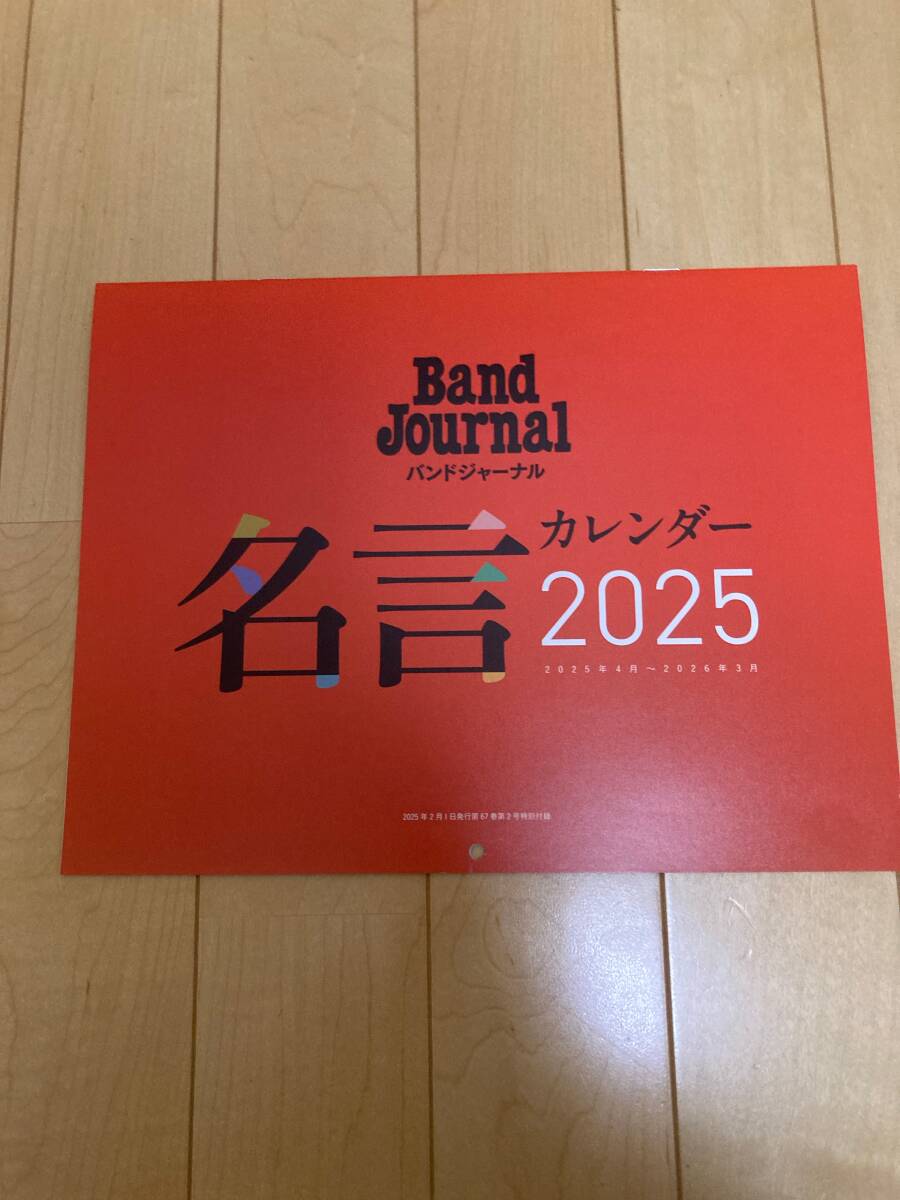 Band
Journal
バンドジャーナル
名言
カレンダー
2025
2025年4月～2026年3月
2025年2月1日発行第67巻第2号特別付録